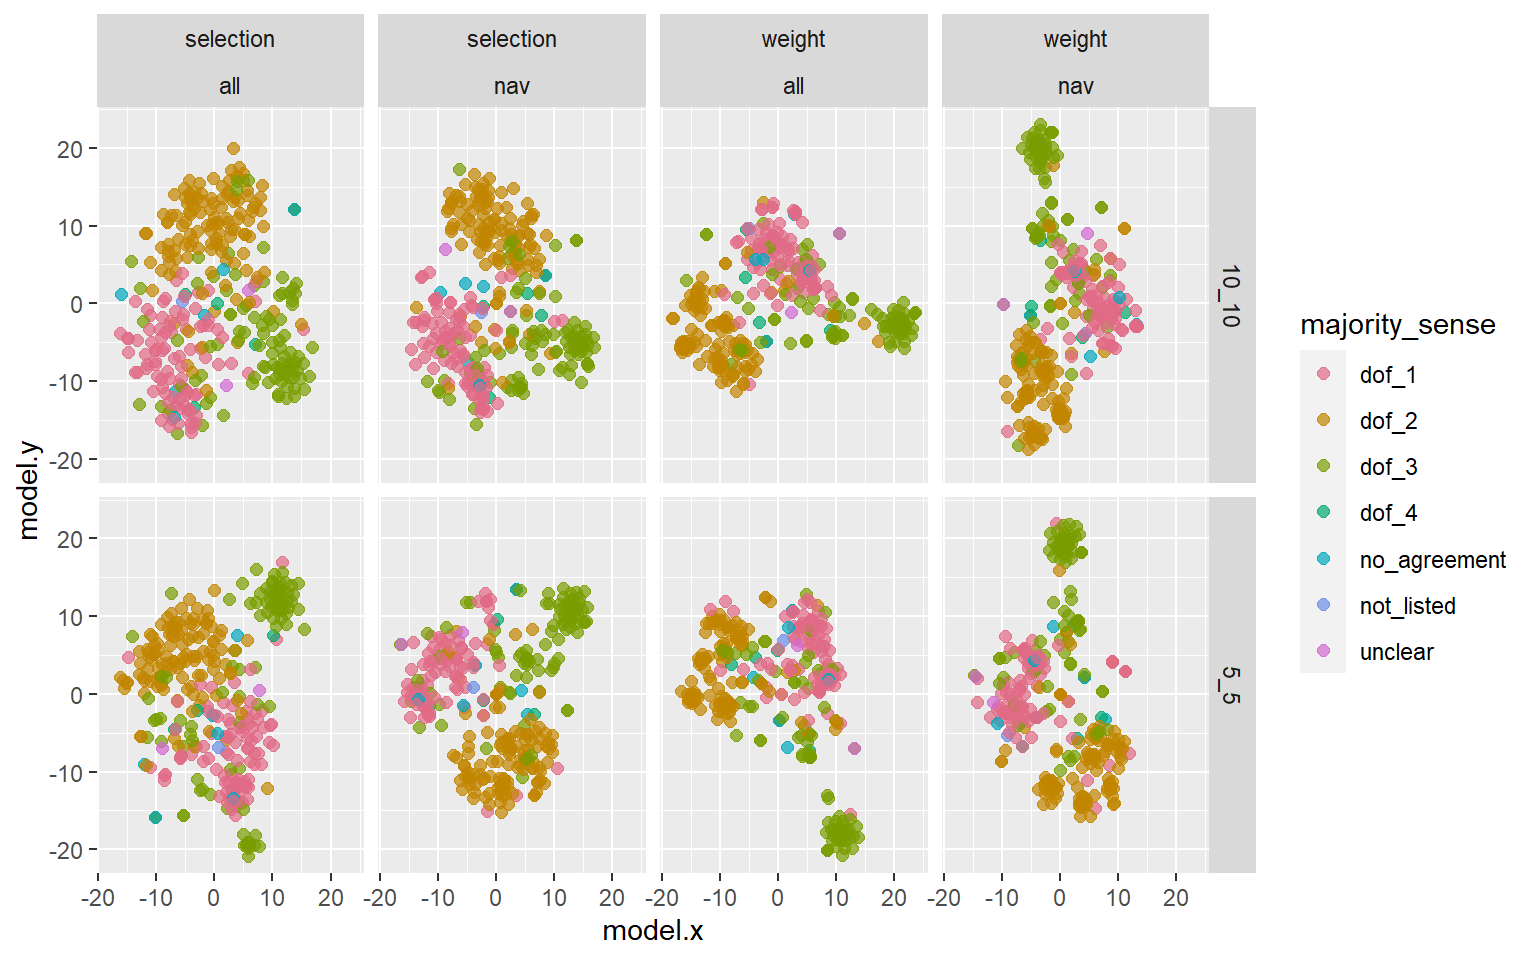 selection selection weight weight
all nav all nav
20
10
0
-10
-20
10_10
20
10
0
-10
-20
5_5
-20 -10 0 10 20 -20 -10 0 10 20 -20 -10 0 10 20 -20 -10 0 10 20
model.x
model.y
majority_sense
dof_1
dof_2
dof_3
dof_4
no_agreement
not_listed
unclear